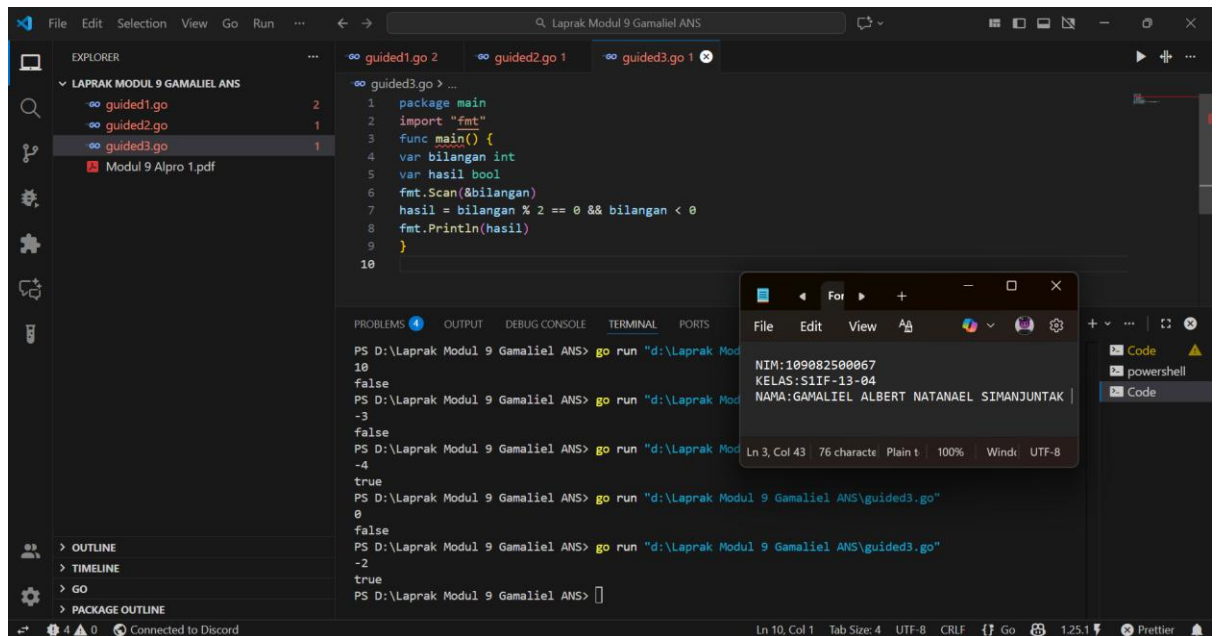 File Edit Selection View Go Run ... Laprak Modul 9 Gamaliel ANS
EXPLORER ...
LAPRAK MODUL 9 GAMALIEL ANS
guided1.go 2
guided2.go 1
guided3.go 1
Modul 9 Alpro 1.pdf
OUTLINE
TIMELINE
GO
PACKAGE OUTLINE
guided1.go 2 guided2.go 1 guided3.go 1
guided3.go > ...
1 package main
2 import "fmt"
3 func main() {
4 var bilangan int
5 var hasil bool
6 fmt.Scan(&bilangan)
7 hasil = bilangan % 2 == 0 && bilangan < 0
8 fmt.Println(hasil)
9 }
10
PROBLEMS 4 OUTPUT DEBUG CONSOLE TERMINAL PORTS
PS D:\Laprak Modul 9 Gamaliel ANS> go run "d:\Laprak Mod
10
false
PS D:\Laprak Modul 9 Gamaliel ANS> go run "d:\Laprak Mod
-3
false
PS D:\Laprak Modul 9 Gamaliel ANS> go run "d:\Laprak Mod
-4
true
PS D:\Laprak Modul 9 Gamaliel ANS> go run "d:\Laprak Modul 9 Gamaliel ANS\guided3.go"
0
false
PS D:\Laprak Modul 9 Gamaliel ANS> go run "d:\Laprak Modul 9 Gamaliel ANS\guided3.go"
-2
true
PS D:\Laprak Modul 9 Gamaliel ANS>
Code
powershell
Code
For
File Edit View
NIM:109082500067
KELAS:S1IF-13-04
NAMA:GAMALIEL ALBERT NATANAEL SIMANJUNTAK
Ln 3, Col 43 76 characte Plain t 100% Wind UTF-8
4 0 Connected to Discord Ln 10, Col 1 Tab Size: 4 UTF-8 CRLF {} Go 1.25.1 Prettier